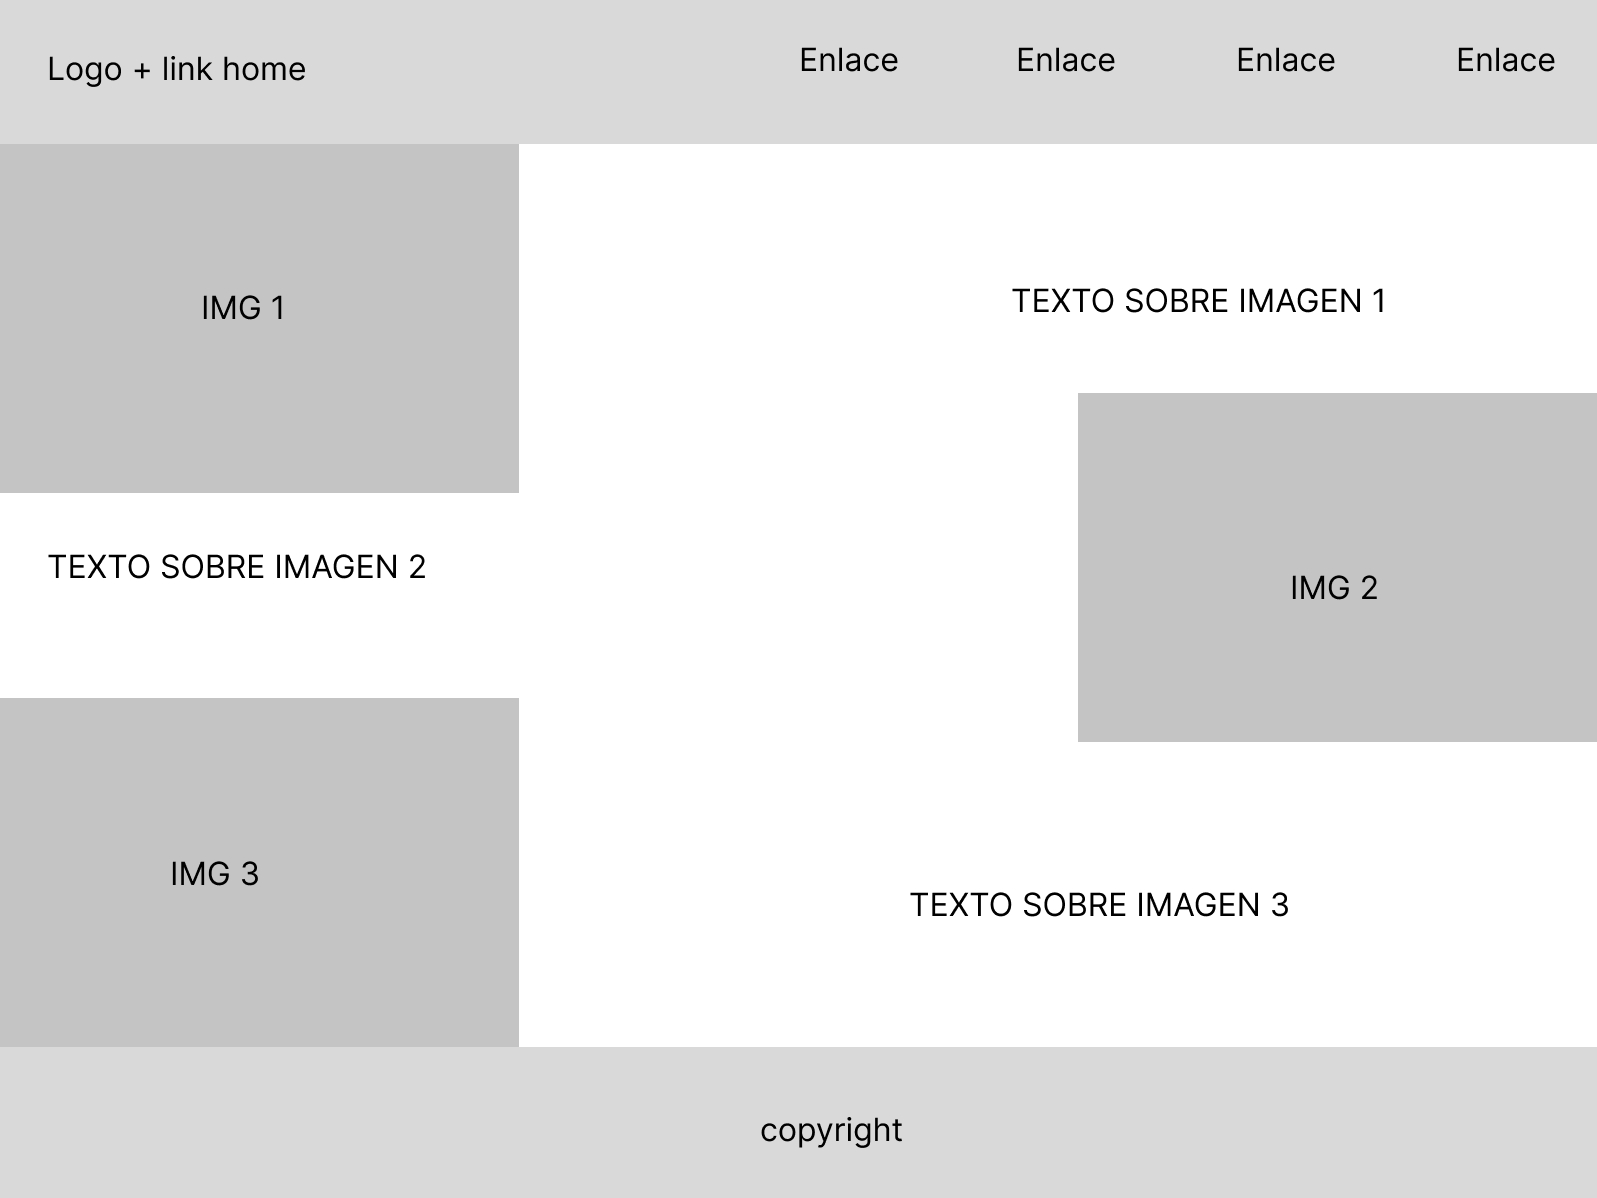 Logo + link home
Enlace
Enlace
Enlace
Enlace
IMG 1
TEXTO SOBRE IMAGEN 1
TEXTO SOBRE IMAGEN 2
IMG 2
IMG 3
TEXTO SOBRE IMAGEN 3
copyright